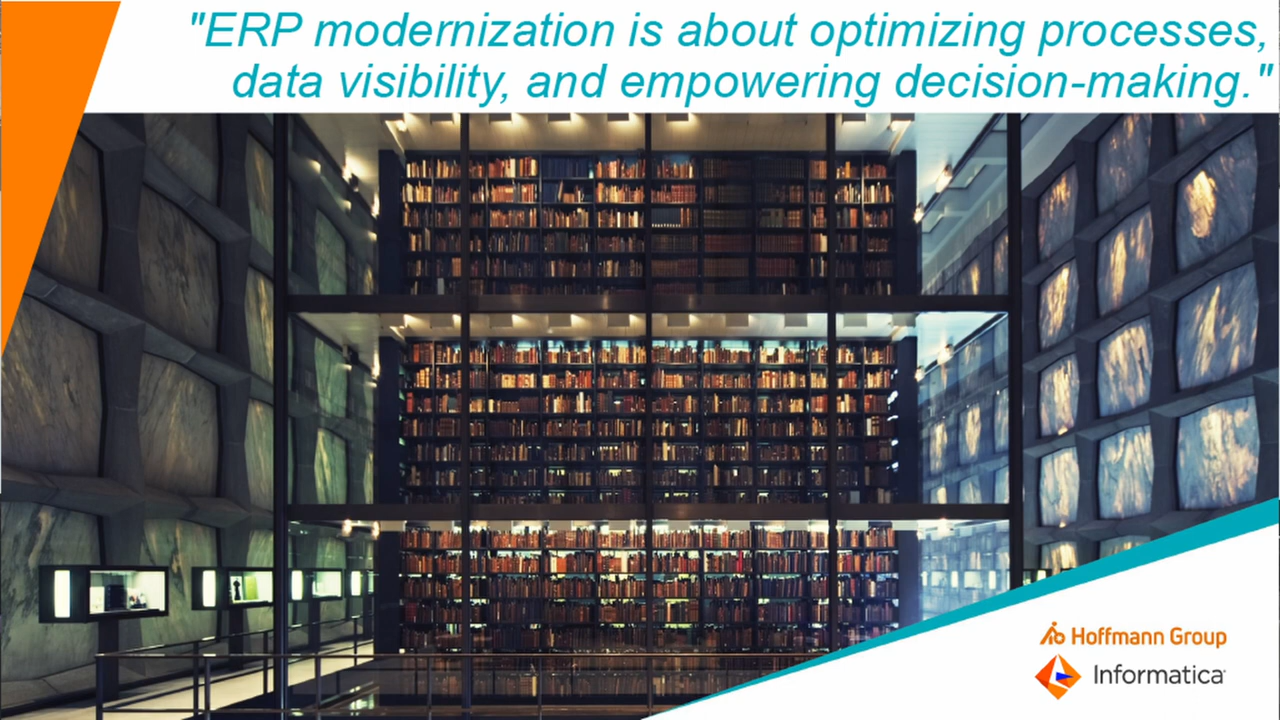 "ERP modernization is about optimizing processes,
data visibility, and empowering decision-making."
Hoffmann Group
Informatica